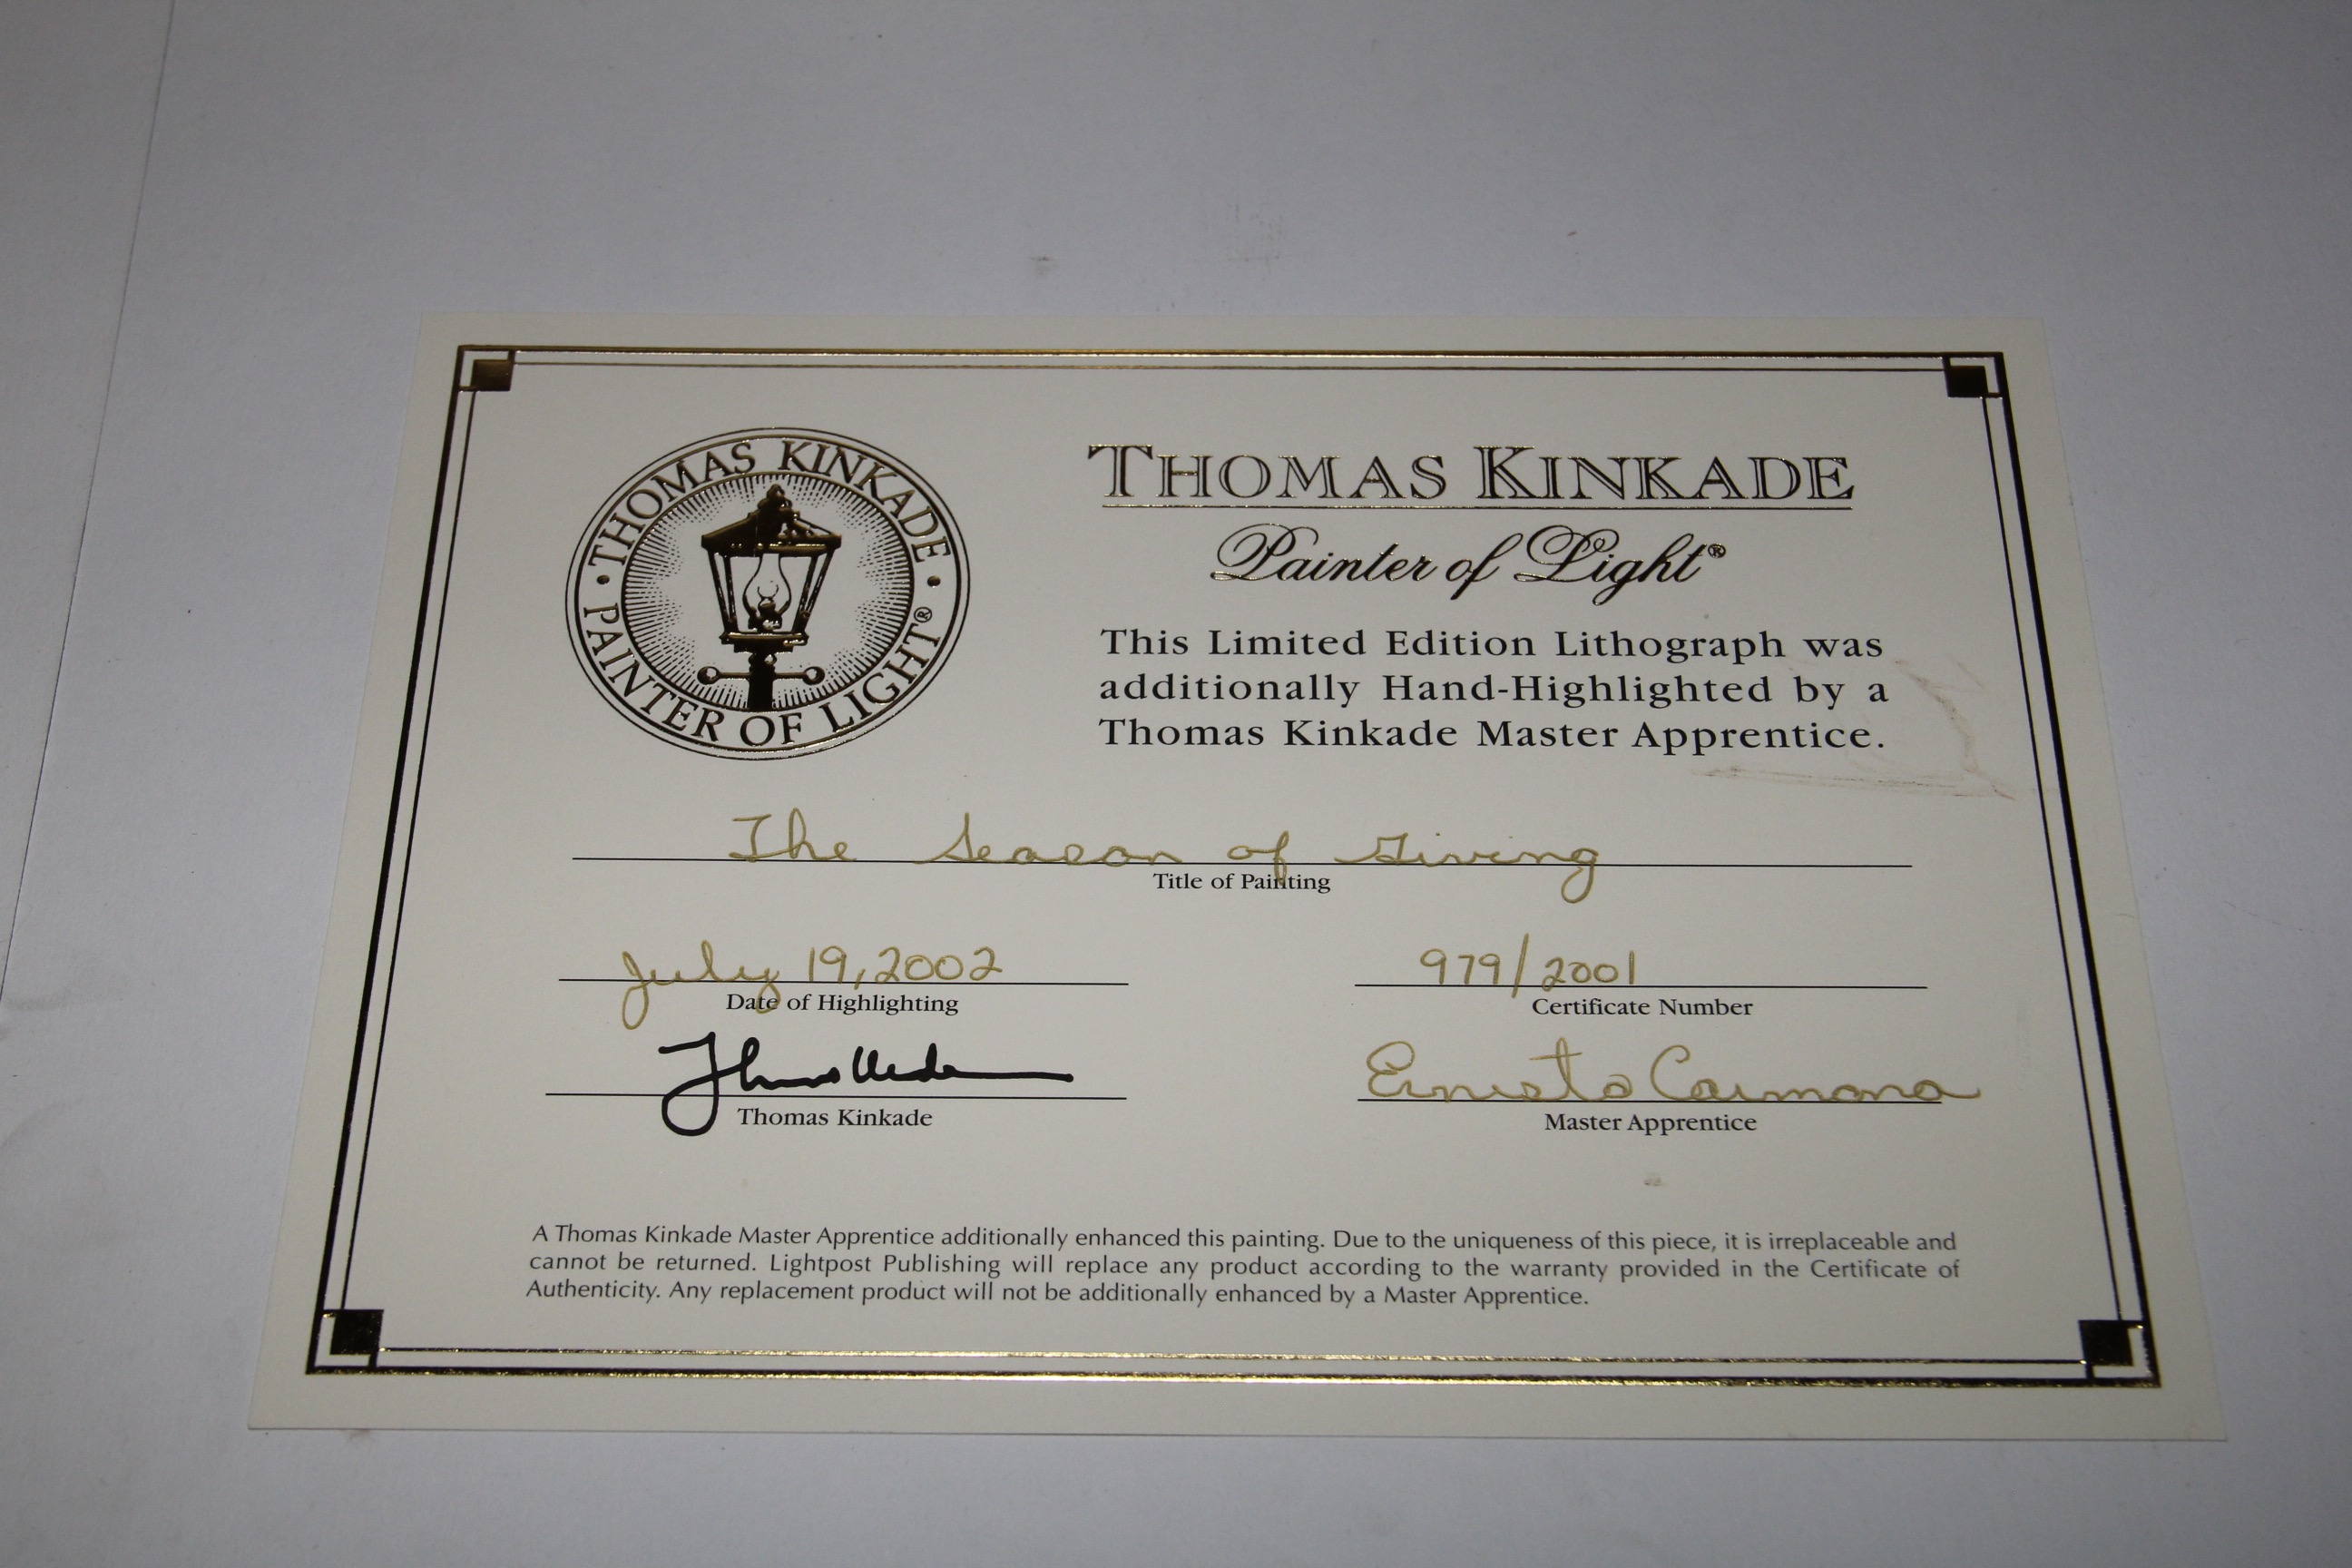 THOMAS KINKADE
PAINTER OF LIGHT®
THOMAS KINKADE
Painter of Light®
This Limited Edition Lithograph was
additionally Hand-Highlighted by a
Thomas Kinkade Master Apprentice.
The Season of Giving
Title of Painting
July 19, 2002
Date of Highlighting
979/2001
Certificate Number
Thomas Kinkade
Ernesto Carmona
Master Apprentice
A Thomas Kinkade Master Apprentice additionally enhanced this painting. Due to the uniqueness of this piece, it is irreplaceable and
cannot be returned. Lightpost Publishing will replace any product according to the warranty provided in the Certificate of
Authenticity. Any replacement product will not be additionally enhanced by a Master Apprentice.